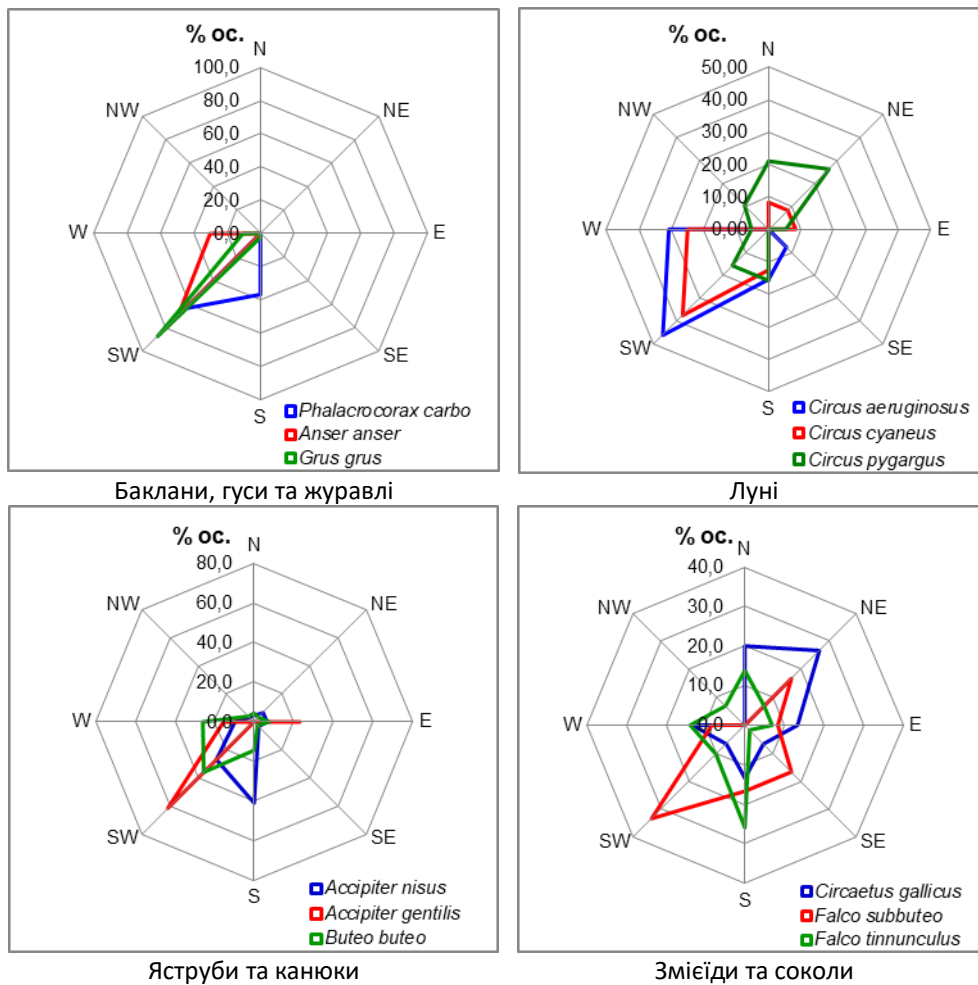 % ос.
N
100,0
NW
NE
80,0
60,0
40,0
20,0
W
0,0
E
SW
SE
S
Phalacrocorax carbo
Anser anser
Grus grus
Баклани, гуси та журавлі
% ос.
N
50,00
NW
NE
40,00
30,00
20,00
10,00
W
0,00
E
SW
SE
S
Circus aeruginosus
Circus cyaneus
Circus pygargus
Луні
% ос.
N
80,0
NW
NE
60,0
40,0
20,0
W
0,0
E
SW
SE
S
Accipiter nisus
Accipiter gentilis
Buteo buteo
Яструби та канюки
% ос.
N
40,0
NW
NE
30,0
20,0
10,0
W
0,0
E
SW
SE
S
Circaetus gallicus
Falco subbuteo
Falco tinnunculus
Змієїди та соколи